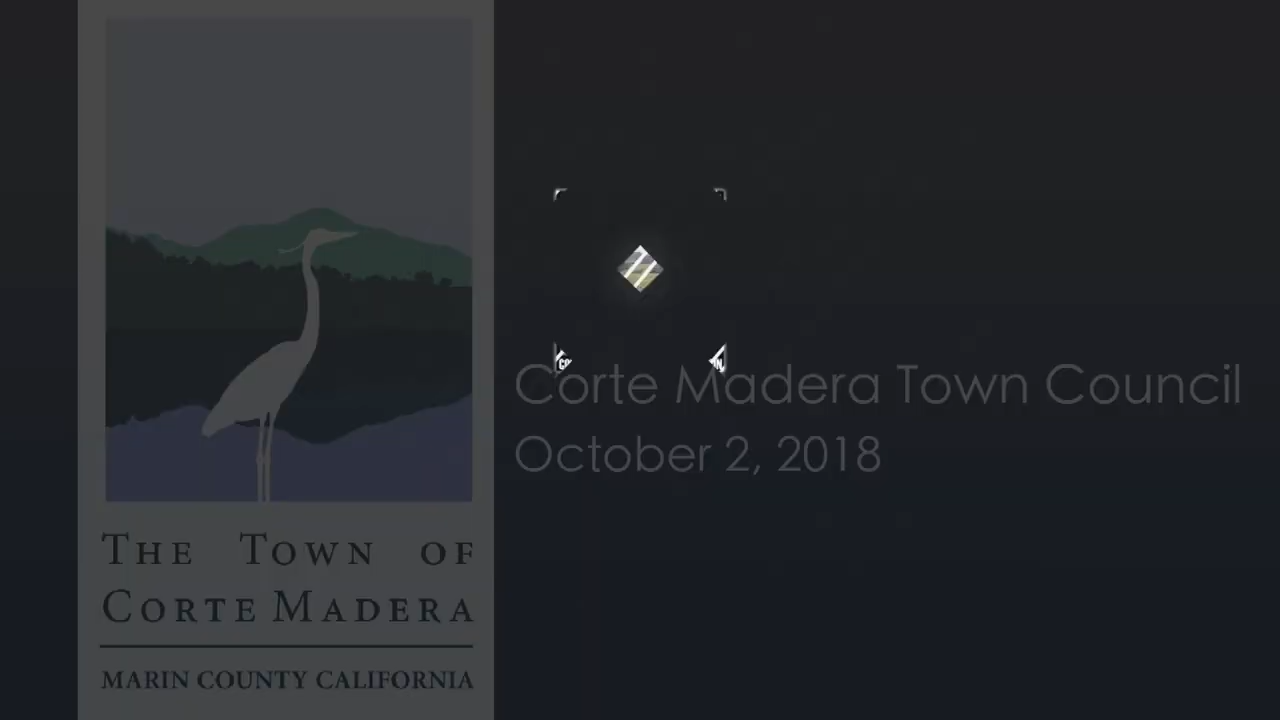 Corte Madera Town Council
October 2, 2018
THE TOWN OF
CORTE MADERA
MARIN COUNTY CALIFORNIA